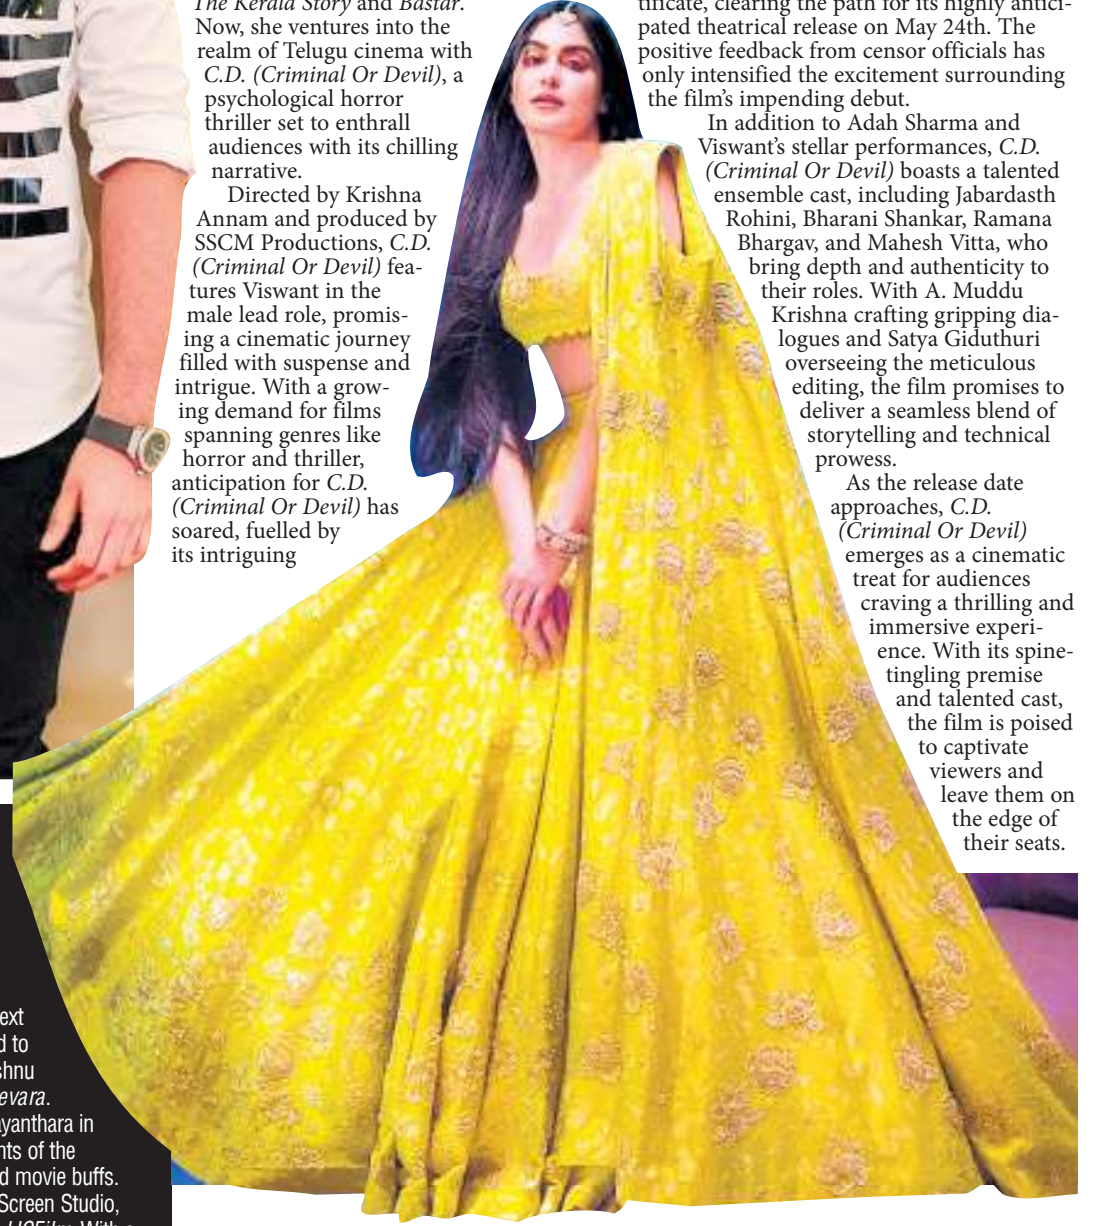 The Kerala Story and Bastar.
Now, she ventures into the
realm of Telugu cinema with
C.D. (Criminal Or Devil), a
psychological horror
thriller set to enthrall
audiences with its chilling
narrative.
Directed by Krishna
Annam and produced by
SSCM Productions, C.D.
(Criminal Or Devil) fea-
tures Viswant in the
male lead role, promis-
ing a cinematic journey
filled with suspense and
intrigue. With a grow-
ing demand for films
spanning genres like
horror and thriller,
anticipation for C.D.
(Criminal Or Devil) has
soared, fuelled by
its intriguing
tificate, clearing the path for its highly antici-
pated theatrical release on May 24th. The
positive feedback from censor officials has
only intensified the excitement surrounding
the film's impending debut.
In addition to Adah Sharma and
Viswant's stellar performances, C.D.
(Criminal Or Devil) boasts a talented
ensemble cast, including Jabardasth
Rohini, Bharani Shankar, Ramana
Bhargav, and Mahesh Vitta, who
bring depth and authenticity to
their roles. With A. Muddu
Krishna crafting gripping dia-
logues and Satya Giduthuri
overseeing the meticulous
editing, the film promises to
deliver a seamless blend of
storytelling and technical
prowess.
As the release date
approaches, C.D.
(Criminal Or Devil)
emerges as a cinematic
treat for audiences
craving a thrilling and
immersive experi-
ence. With its spine-
tingling premise
and talented cast,
the film is poised
to captivate
viewers and
leave them on
the edge of
their seats.
ext
d to
shnu
evara.
yanthara in
nts of the
d movie buffs.
Screen Studio,